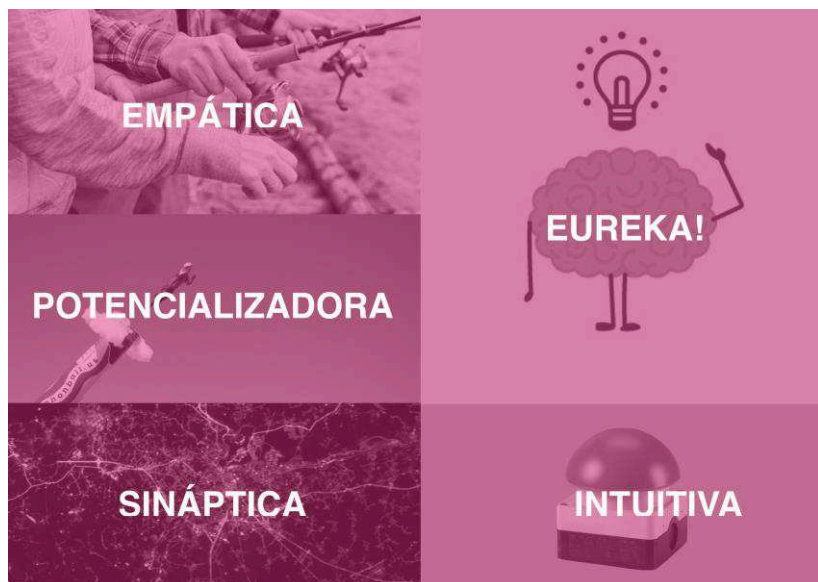 EMPÁTICA
POTENCIALIZADORA
SINÁPTICA
EUREKA!
INTUITIVA